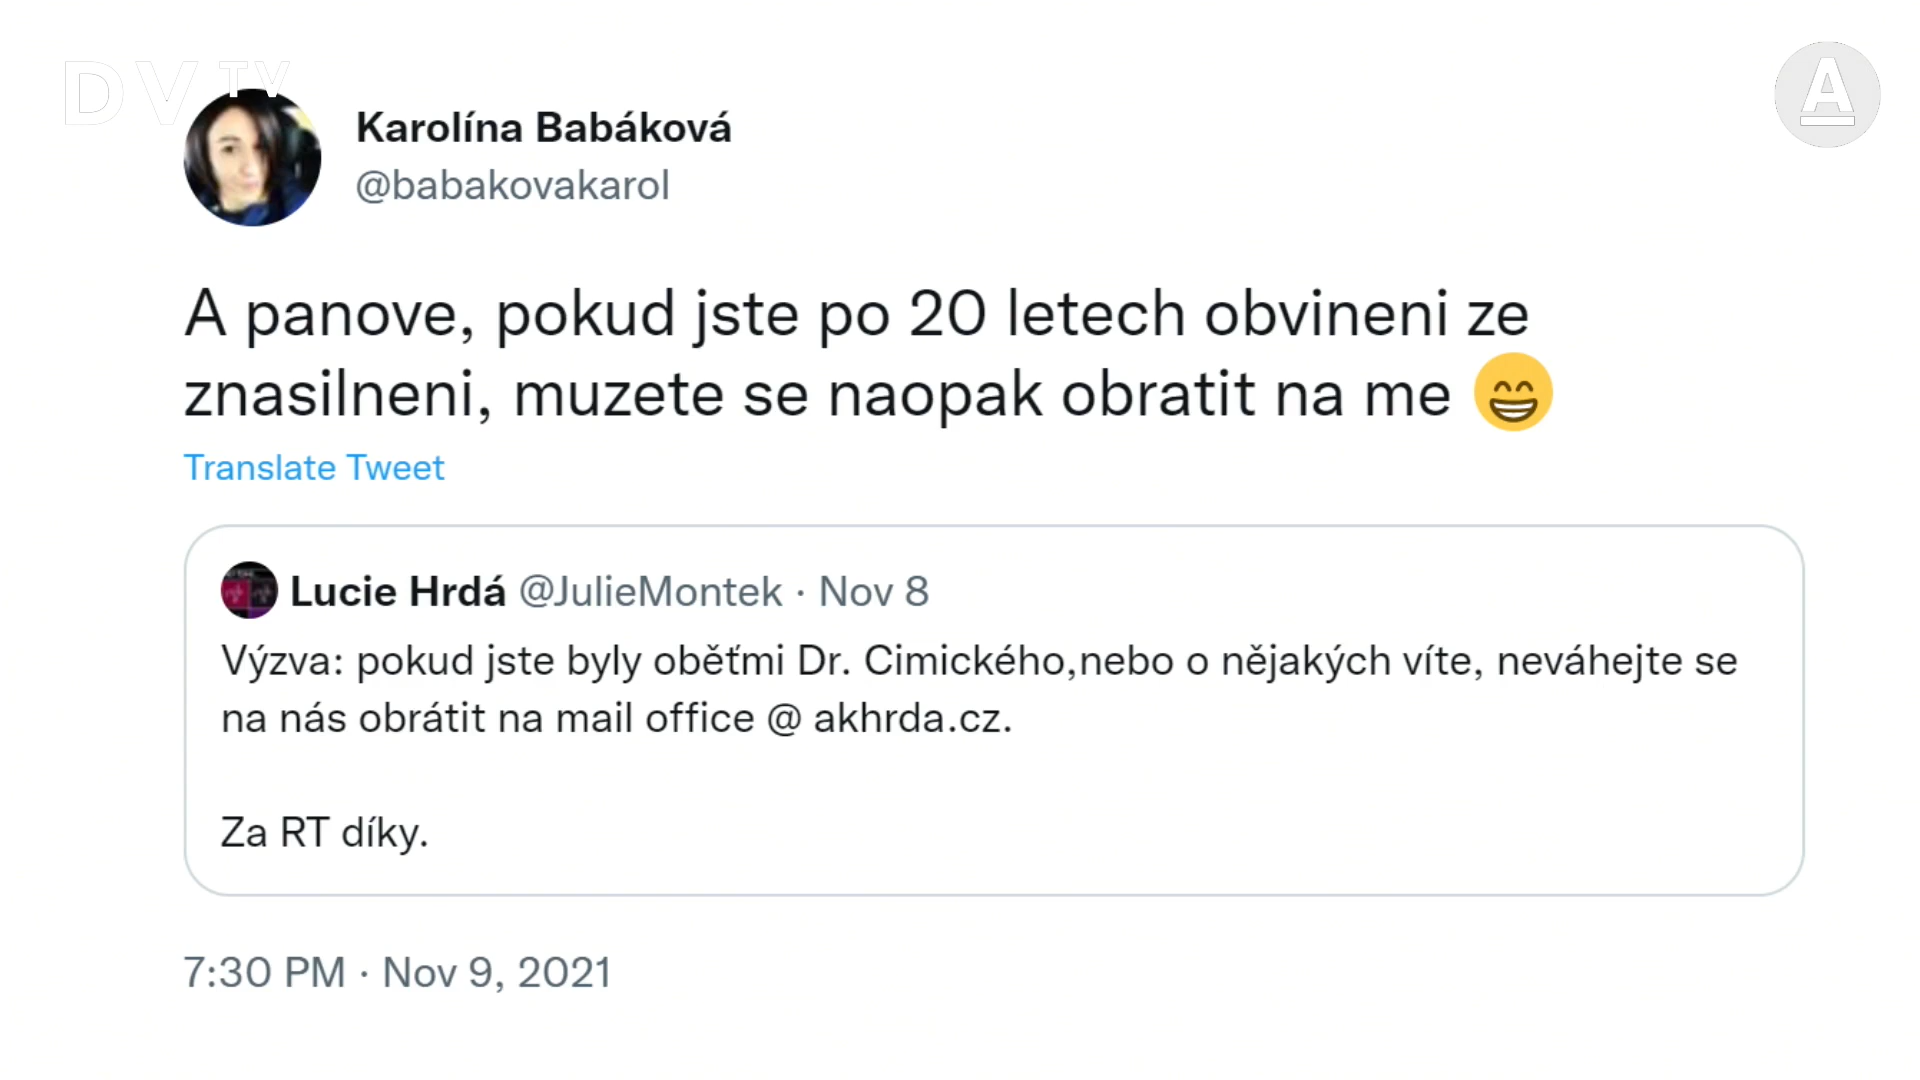 DVTV
A
Karolína Babáková
@babakovakarol
A panove, pokud jste po 20 letech obvineni ze
znasilneni, muzete se naopak obratit na me 😁
Translate Tweet
Lucie Hrdá @JulieMontek · Nov 8
Výzva: pokud jste byly oběťmi Dr. Cimického,nebo o nějakých víte, neváhejte se
na nás obrátit na mail office @ akhrda.cz.
Za RT díky.
7:30 PM · Nov 9, 2021